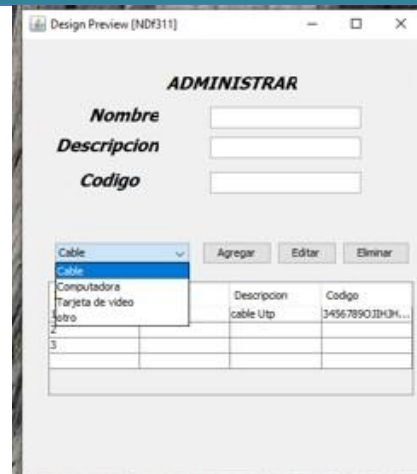 Design Preview [NDf311]
ADMINISTRAR
Nombre
Descripcion
Codigo
Cable Agregar Editar Eliminar
Cable
Computadora
Tarjeta de video
otro
Descripcion Codigo
1 cable Utp
2
3